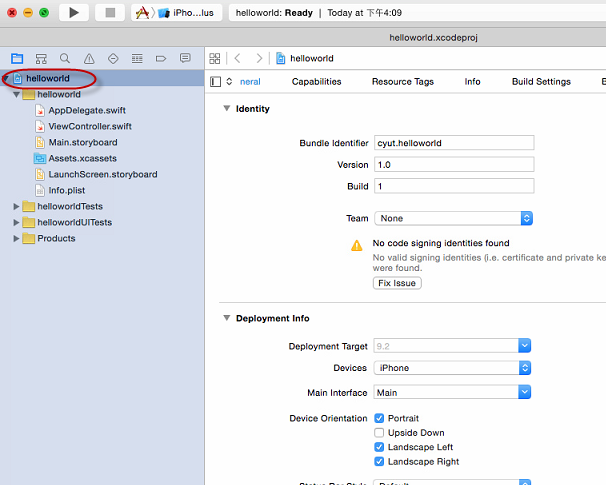 iPho...lus
helloworld: Ready | Today at 下午4:09
helloworld.xcodeproj
helloworld
helloworld
AppDelegate.swift
ViewController.swift
Main.storyboard
Assets.xcassets
LaunchScreen.storyboard
Info.plist
helloworldTests
helloworldUITests
Products
helloworld
neral Capabilities Resource Tags Info Build Settings B
Identity
Bundle Identifier cyut.helloworld
Version 1.0
Build 1
Team None
No code signing identities found
No valid signing identities (i.e. certificate and private ke
were found.
Fix Issue
Deployment Info
Deployment Target 9.2
Devices iPhone
Main Interface Main
Device Orientation Portrait
Upside Down
Landscape Left
Landscape Right
Status Bar Style Default